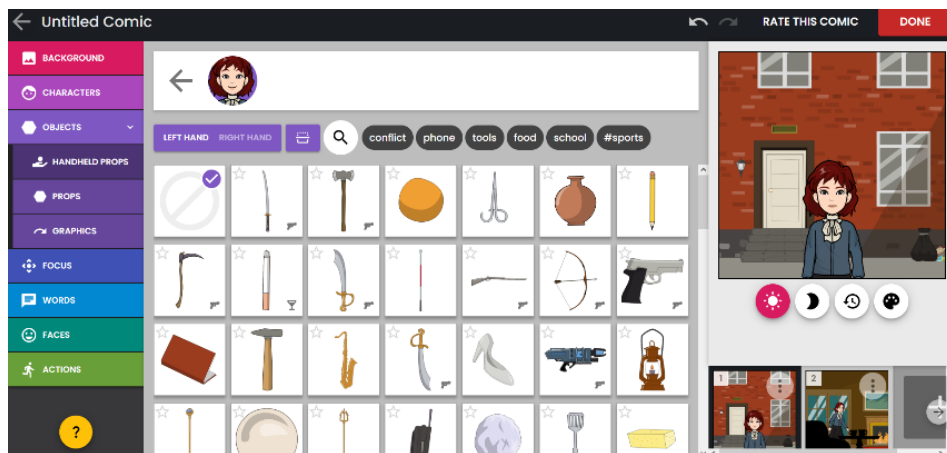 Untitled Comic
RATE THIS COMIC
DONE
BACKGROUND
CHARACTERS
OBJECTS
HANDHELD PROPS
PROPS
GRAPHICS
FOCUS
WORDS
FACES
ACTIONS
?
LEFT HAND RIGHT HAND
conflict phone tools food school #sports
1
2